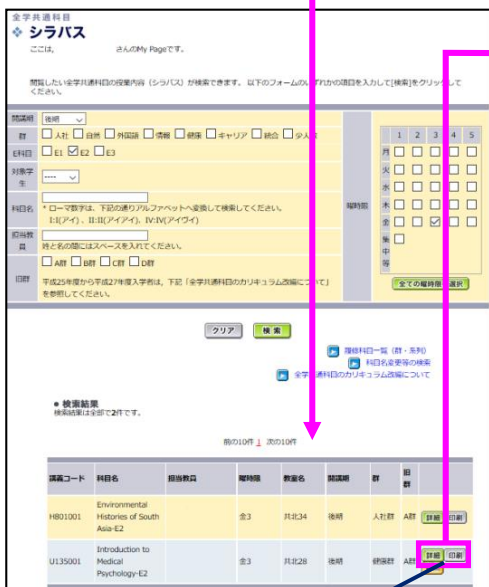 全学共通科目
シラバス
ここは、 さんのMy Pageです。
閲覧したい全学共通科目の授業内容（シラバス）が検索できます。以下のフォームのいずれかの項目を入力して[検索]をクリックして
ください。
開講期 後期
群 人社 自然 外国語 情報 健康 キャリア 統合 少人
E科目 E1 E2 E3
対象学
生 ----
科目名
* ローマ数字は、下記の通りアルファベットへ変換して検索してください。
I:I(アイ) 、II:II(アイアイ)、IV:IV(アイヴイ)
担当教
員 姓と名の間にはスペースを入れてください。
旧群 A群 B群 C群 D群
平成25年度から平成27年度入学者は、下記「全学共通科目のカリキュラム改編について」
を参照してください。
曜時限
1 2 3 4 5
月
火
水
木
金
集
中
等
全ての曜時限 選択
クリア 検索
履修科目一覧（群・系列）
科目名変更等の検索
全学共通科目のカリキュラム改編について
検索結果
検索結果は全部で2件です。
前の10件 1 次の10件
講義コード 科目名 担当教員 曜時限 教室名 開講期 群 旧
群
H801001 Environmental
Histories of South
Asia-E2 金3 共北34 後期 人社群 A群 詳細 印刷
U135001 Introduction to
Medical
Psychology-E2 金3 共北28 後期 健康群 A群 詳細 印刷